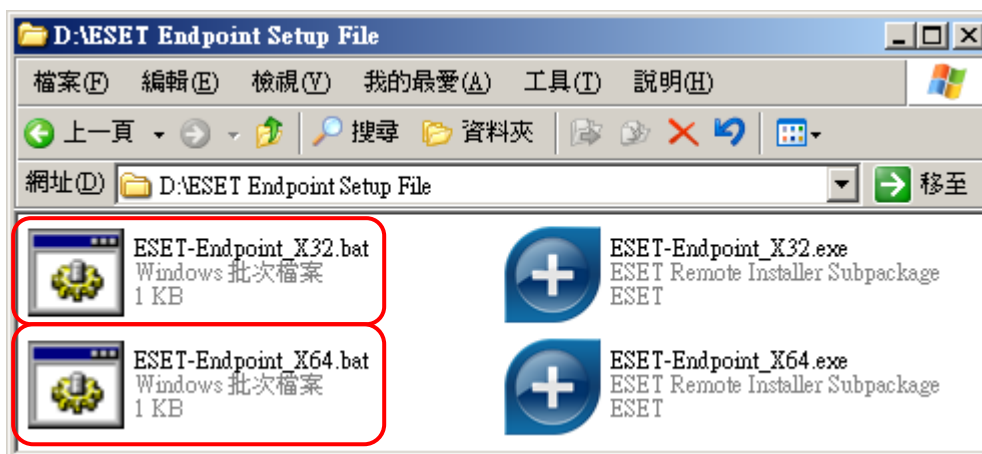 D:\ESET Endpoint Setup File
檔案(F) 編輯(E) 檢視(V) 我的最愛(A) 工具(T) 說明(H)
上一頁 搜尋 資料夾
網址(D) D:\ESET Endpoint Setup File 移至
ESET-Endpoint_X32.bat
Windows 批次檔案
1 KB
ESET-Endpoint_X32.exe
ESET Remote Installer Subpackage
ESET
ESET-Endpoint_X64.bat
Windows 批次檔案
1 KB
ESET-Endpoint_X64.exe
ESET Remote Installer Subpackage
ESET